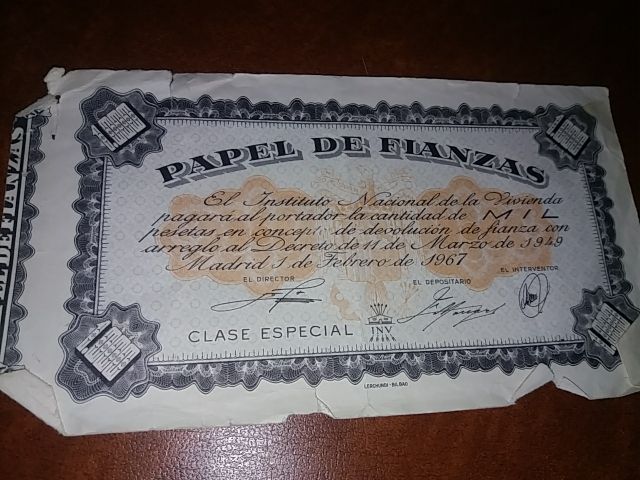 PAPEL DE FIANZAS
El Instituto Nacional de la Vivienda
pagará al portador la cantidad de MIL
pesetas en concepto de devolución de fianza con
arreglo al Decreto de 11 de Marzo de 1949
Madrid 1 de Febrero de 1967
EL DIRECTOR
EL DEPOSITARIO
EL INTERVENTOR
CLASE ESPECIAL
INV
LERCHUNDI - BILBAO
EL DE FIANZAS